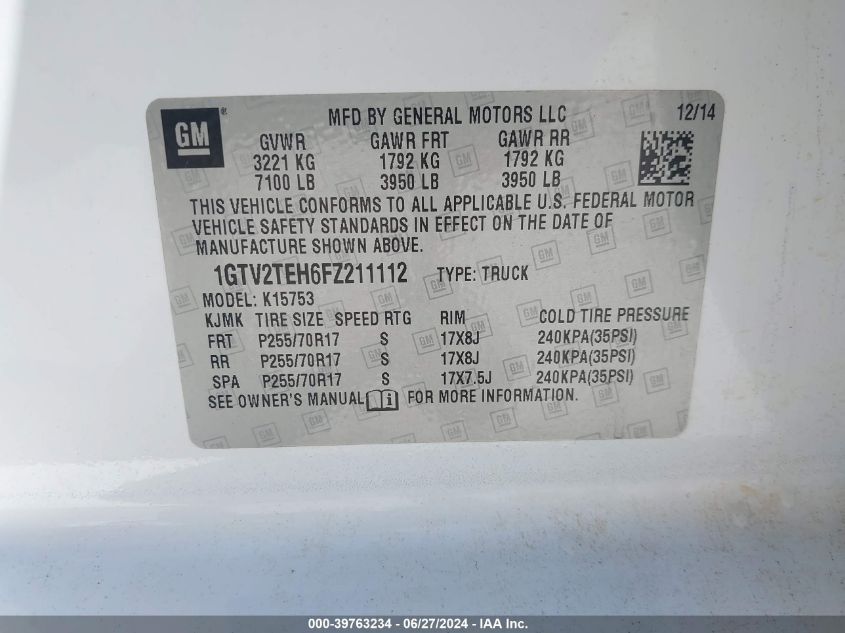 GM ® MFD BY GENERAL MOTORS LLC 12/14
GVWR GAWR FRT GAWR RR
3221 KG 1792 KG 1792 KG
7100 LB 3950 LB 3950 LB
THIS VEHICLE CONFORMS TO ALL APPLICABLE U.S. FEDERAL MOTOR
VEHICLE SAFETY STANDARDS IN EFFECT ON THE DATE OF
MANUFACTURE SHOWN ABOVE.
1GTV2TEH6FZ211112 TYPE: TRUCK
MODEL: K15753
KJMK TIRE SIZE SPEED RTG RIM COLD TIRE PRESSURE
FRT P255/70R17 S 17X8J 240KPA(35PSI)
RR P255/70R17 S 17X8J 240KPA(35PSI)
SPA P255/70R17 S 17X7.5J 240KPA(35PSI)
SEE OWNER'S MANUAL i FOR MORE INFORMATION.
000-39763234 - 06/27/2024 - IAA Inc.